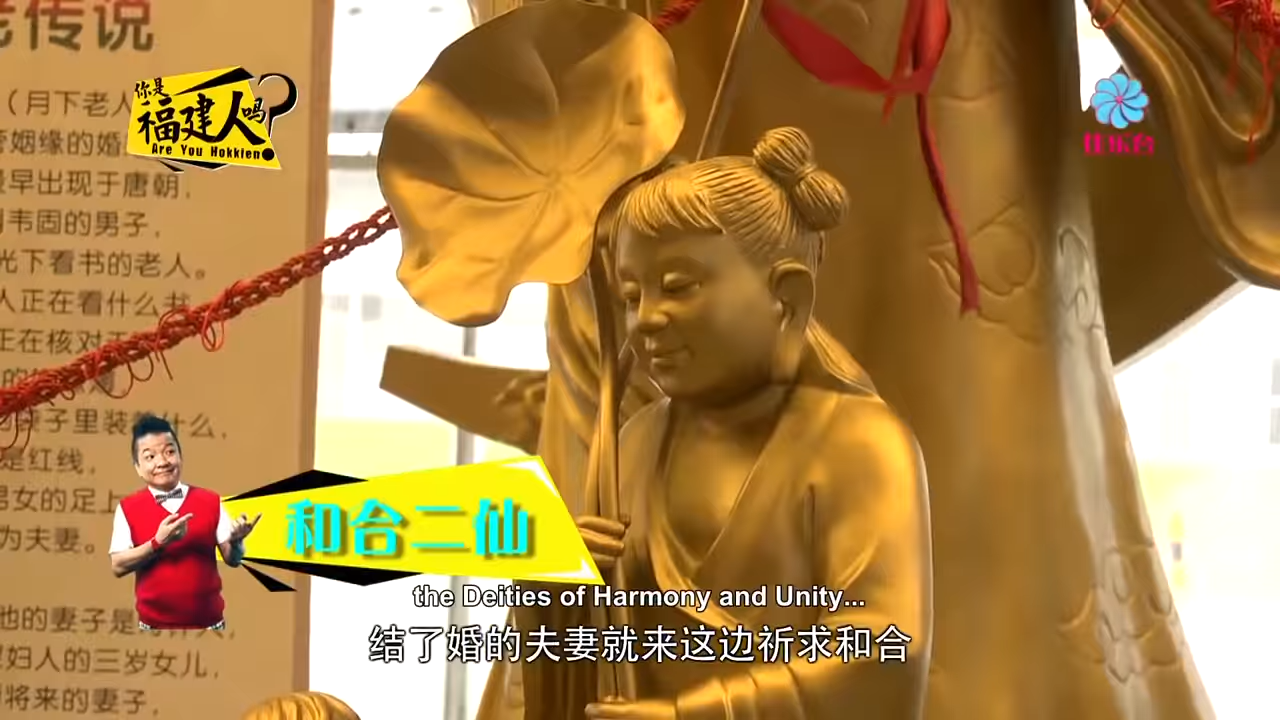 老传说
你是
福建人吗?
Are You Hokkien?
佳乐台
（月下老人
管姻缘的婚
最早出现于唐朝，
韦固的男子，
光下看书的老人。
人正在看什么书
正在核对
袋子里装着什么，
是红线，
男女的足上
为夫妻。
他的妻子是
妇人的三岁女儿，
将来的妻子，
和合二仙
the Deities of Harmony and Unity...
结了婚的夫妻就来这边祈求和合